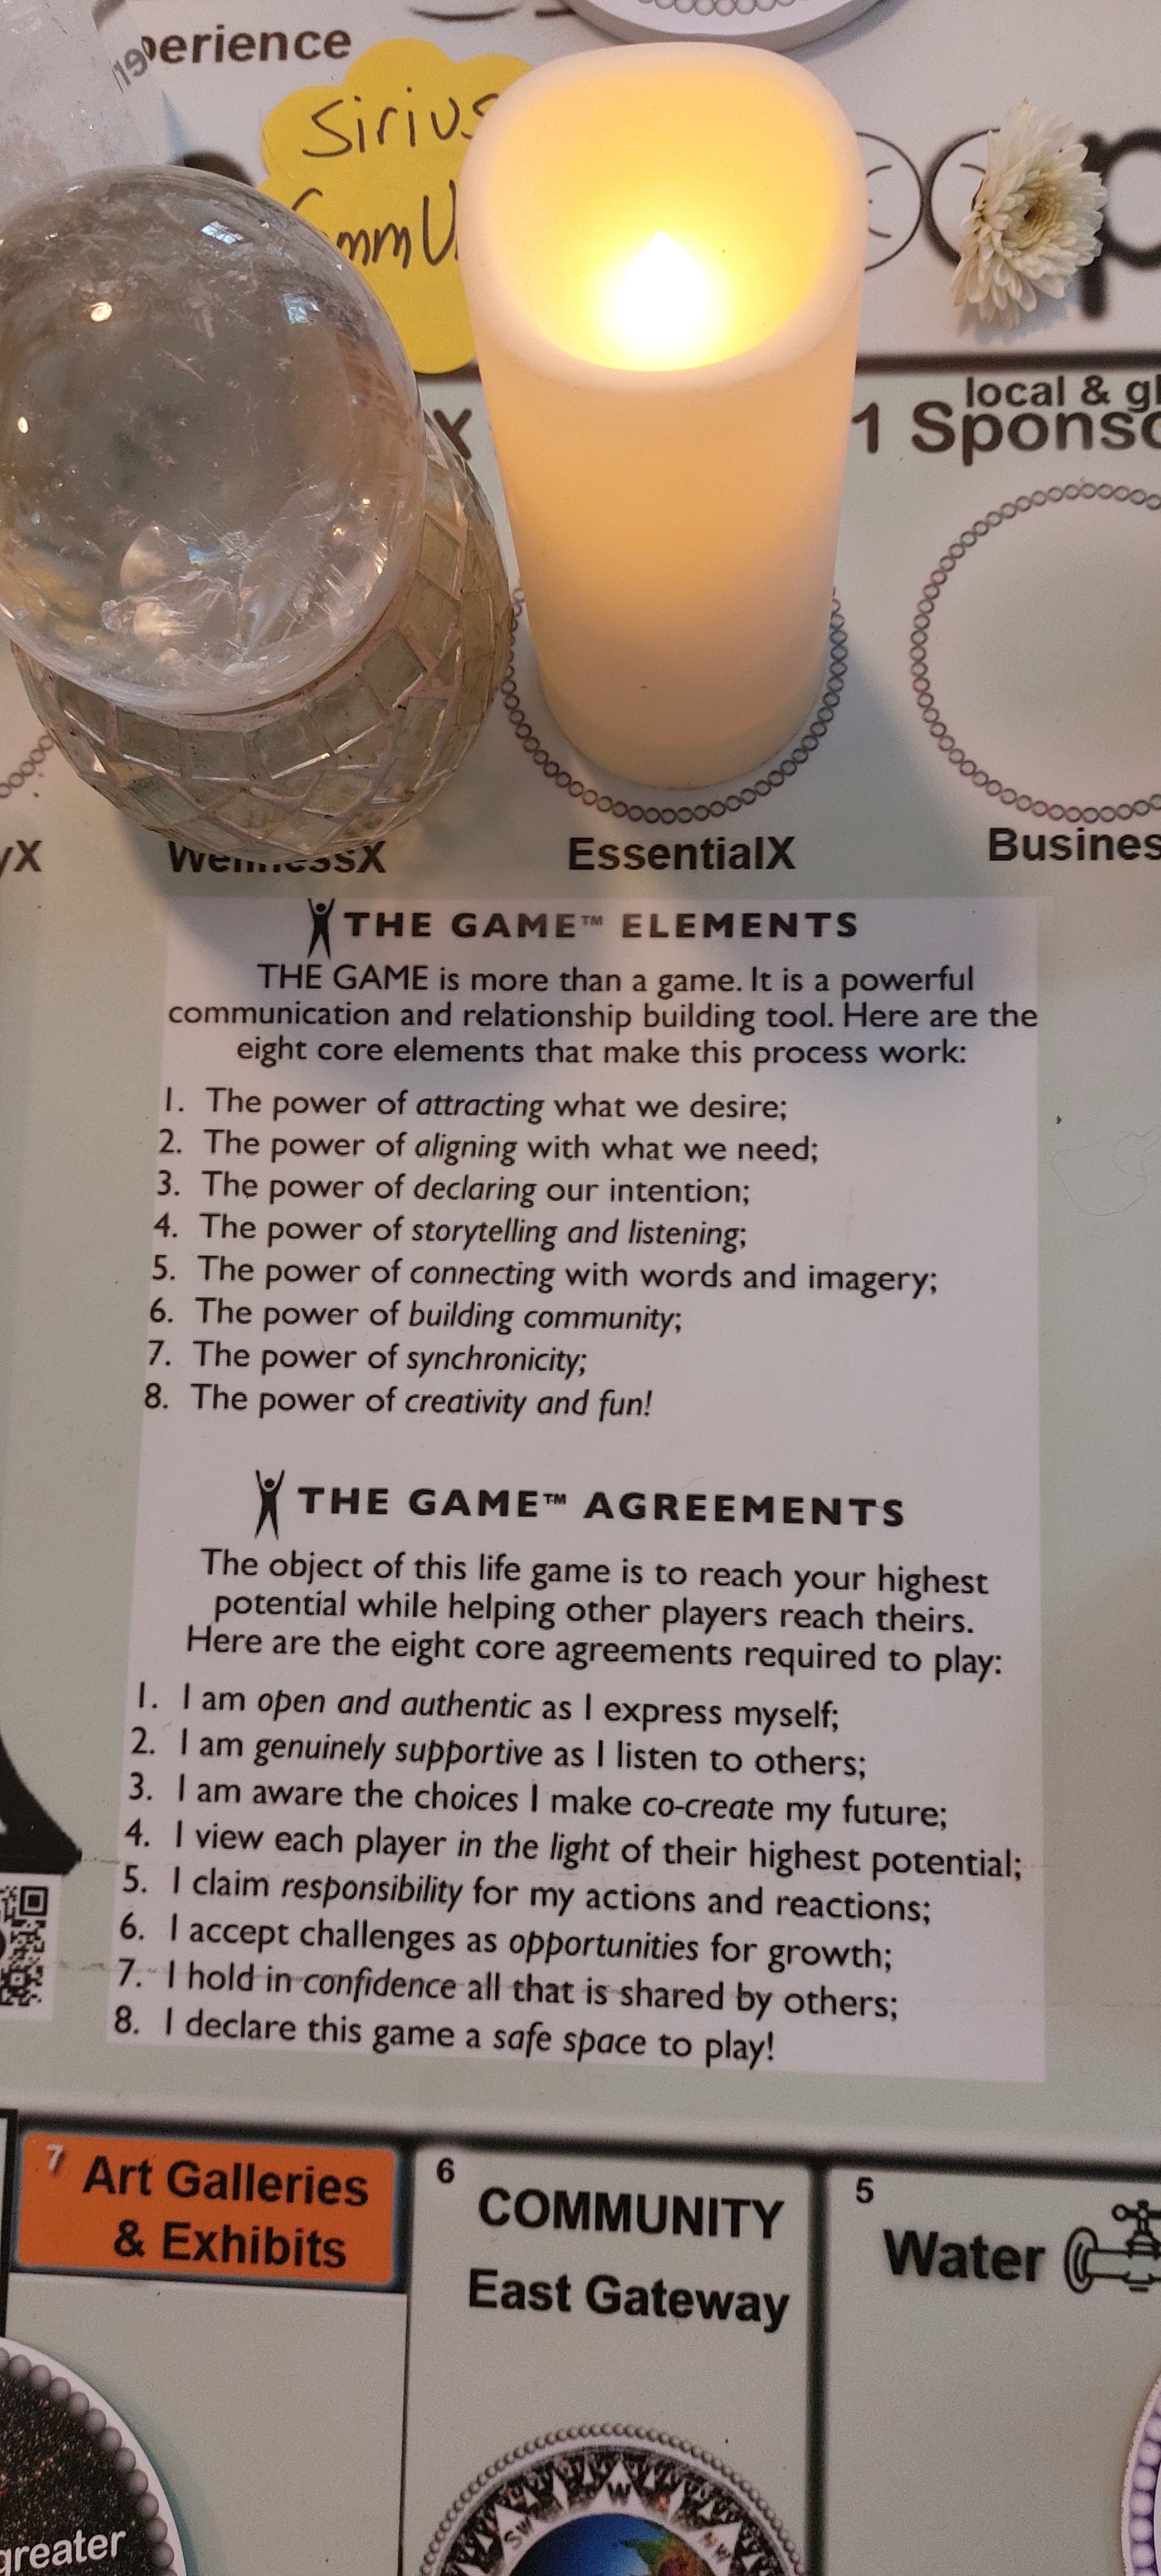 Sirius
local & gl
1 Sponso
WellnessX
EssentialX
Busines
THE GAME™ ELEMENTS
THE GAME is more than a game. It is a powerful
communication and relationship building tool. Here are the
eight core elements that make this process work:
1. The power of attracting what we desire;
2. The power of aligning with what we need;
3. The power of declaring our intention;
4. The power of storytelling and listening;
5. The power of connecting with words and imagery;
6. The power of building community;
7. The power of synchronicity;
8. The power of creativity and fun!
THE GAME™ AGREEMENTS
The object of this life game is to reach your highest
potential while helping other players reach theirs.
Here are the eight core agreements required to play:
1. I am open and authentic as I express myself;
2. I am genuinely supportive as I listen to others;
3. I am aware the choices I make co-create my future;
4. I view each player in the light of their highest potential;
5. I claim responsibility for my actions and reactions;
6. I accept challenges as opportunities for growth;
7. I hold in confidence all that is shared by others;
8. I declare this game a safe space to play!
7 Art Galleries
& Exhibits
6
COMMUNITY
East Gateway
5
Water
SW W NW
greater